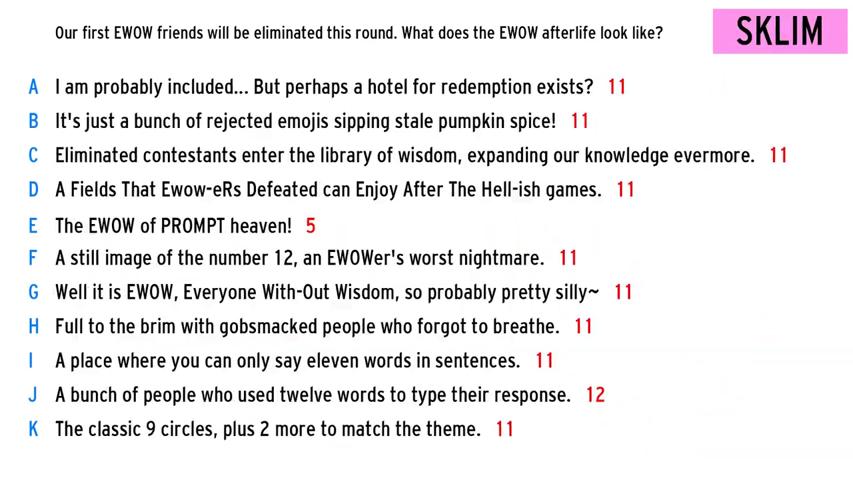 Our first EWOW friends will be eliminated this round. What does the EWOW afterlife look like?
SKLIM
A I am probably included... But perhaps a hotel for redemption exists? 11
B It's just a bunch of rejected emojis sipping stale pumpkin spice! 11
C Eliminated contestants enter the library of wisdom, expanding our knowledge evermore. 11
D A Fields That Ewow-eRs Defeated can Enjoy After The Hell-ish games. 11
E The EWOW of PROMPT heaven! 5
F A still image of the number 12, an EWOWer's worst nightmare. 11
G Well it is EWOW, Everyone With-Out Wisdom, so probably pretty silly~ 11
H Full to the brim with gobsmacked people who forgot to breathe. 11
I A place where you can only say eleven words in sentences. 11
J A bunch of people who used twelve words to type their response. 12
K The classic 9 circles, plus 2 more to match the theme. 11